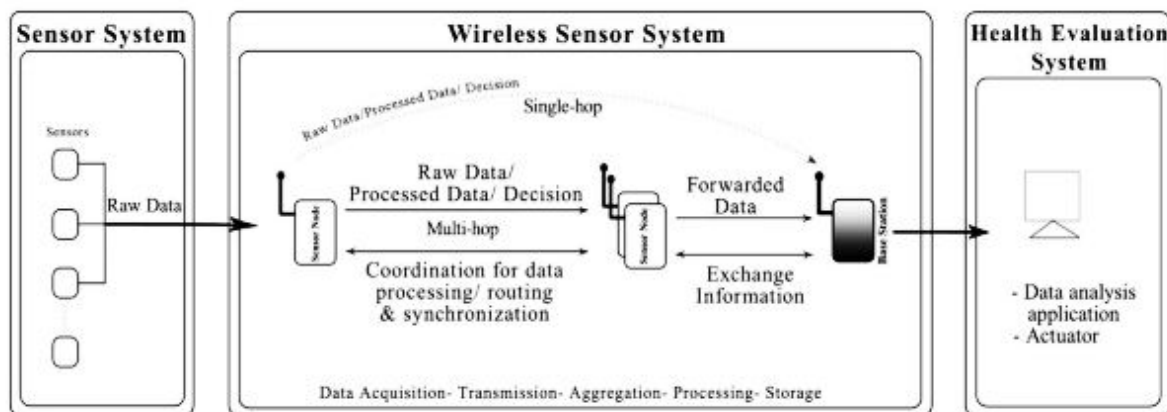 Sensor System
Sensors
Raw Data
Wireless Sensor System
Raw Data/Processed Data/ Decision
Single-hop
Sensor Node
Raw Data/
Processed Data/ Decision
Multi-hop
Coordination for data
processing/ routing
& synchronization
Sensor Node
Forwarded
Data
Exchange
Information
Base Station
Data Acquisition- Transmission- Aggregation- Processing- Storage
Health Evaluation
System
- Data analysis
application
- Actuator